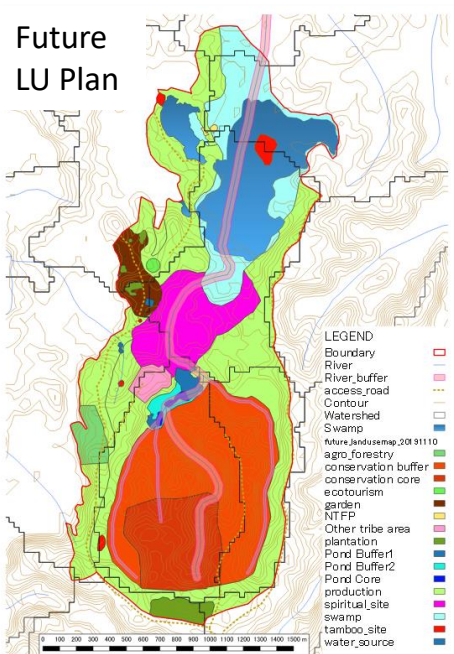 Future
LU Plan
LEGEND
Boundary
River
River_buffer
access_road
Contour
Watershed
Swamp
future_landusemap_20191110
agro_forestry
conservation buffer
conservation core
ecotourism
garden
NTFP
Other tribe area
plantation
Pond Buffer1
Pond Buffer2
Pond Core
production
spiritual_site
swamp
tamboo_site
water_source
0 100 200 300 400 500 600 700 800 900 1000 1100 1200 1300 1400 1500 m